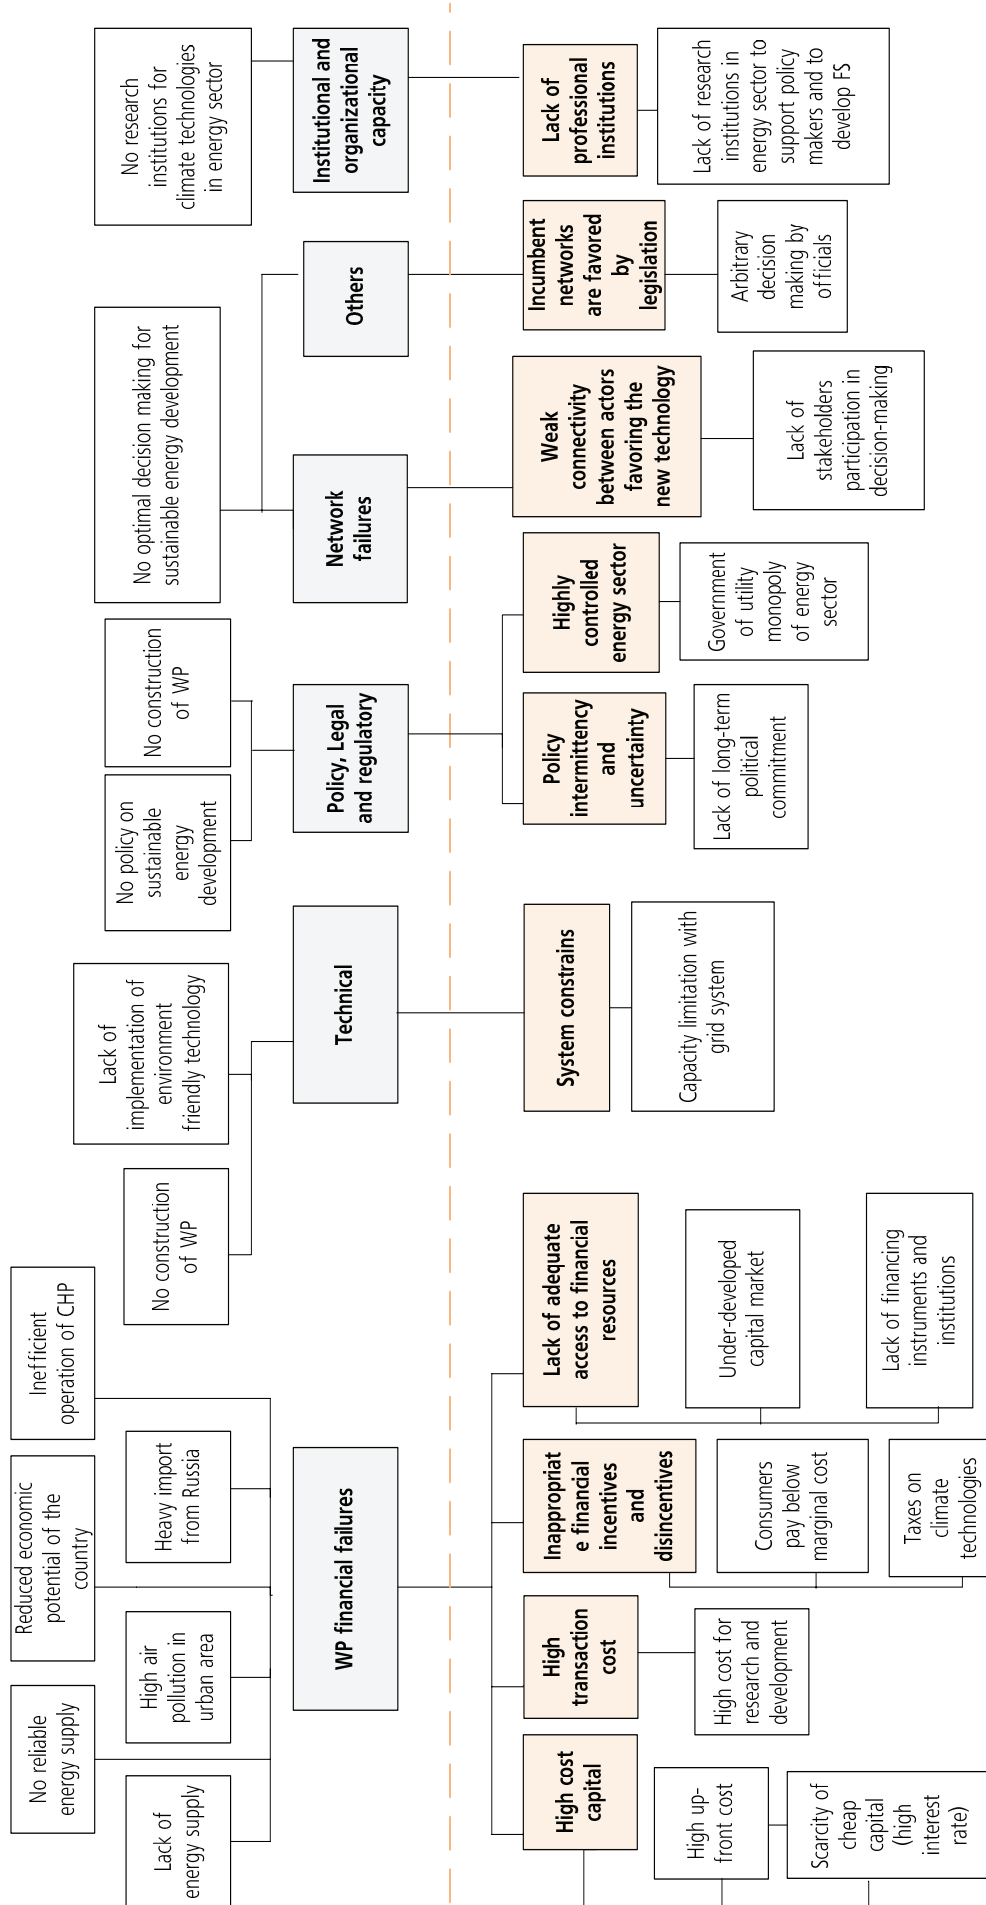 No reliable
energy supply
Reduced economic
potential of the
country
Inefficient
operation of CHP
Lack of
energy supply
High air
pollution in
urban area
Heavy import
from Russia
No construction
of WP
Lack of
implementation of
environment
friendly technology
No policy on
sustainable
energy
development
No construction
of WP
No optimal decision making for
sustainable energy development
No research
institutions for
climate technologies
in energy sector
WP financial failures
Technical
Policy, Legal
and regulatory
Network
failures
Others
Institutional and
organizational
capacity
High cost
capital
High
transaction
cost
Inappropriat
e financial
incentives
and
disincentives
Lack of adequate
access to financial
resources
System constrains
Policy
intermittency
and
uncertainty
Highly
controlled
energy sector
Weak
connectivity
between actors
favoring the
new technology
Incumbent
networks
are favored
by
legislation
Lack of
professional
institutions
High up-
front cost
Scarcity of
cheap
capital
(high
interest
rate)
High cost for
research and
development
Consumers
pay below
marginal cost
Taxes on
climate
technologies
Under-developed
capital market
Lack of financing
instruments and
institutions
Capacity limitation with
grid system
Lack of long-term
political
commitment
Government
of utility
monopoly
of energy
sector
Lack of
stakeholders
participation in
decision-making
Arbitrary
decision
making by
officials
Lack of research
institutions in
energy sector to
support policy
makers and to
develop FS